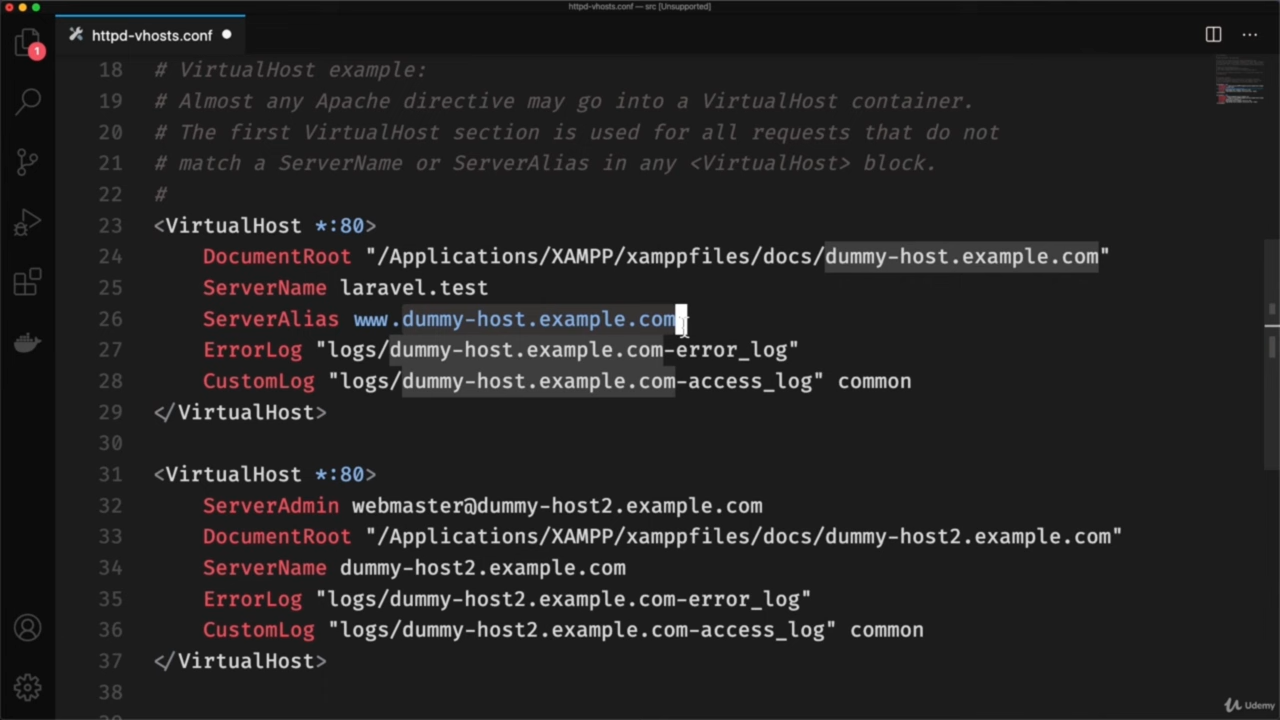 httpd-vhosts.conf — src [Unsupported]
httpd-vhosts.conf
1
18 # VirtualHost example:
19 # Almost any Apache directive may go into a VirtualHost container.
20 # The first VirtualHost section is used for all requests that do not
21 # match a ServerName or ServerAlias in any <VirtualHost> block.
22 #
23 <VirtualHost *:80>
24 DocumentRoot "/Applications/XAMPP/xamppfiles/docs/dummy-host.example.com"
25 ServerName laravel.test
26 ServerAlias www.dummy-host.example.com
27 ErrorLog "logs/dummy-host.example.com-error_log"
28 CustomLog "logs/dummy-host.example.com-access_log" common
29 </VirtualHost>
30
31 <VirtualHost *:80>
32 ServerAdmin webmaster@dummy-host2.example.com
33 DocumentRoot "/Applications/XAMPP/xamppfiles/docs/dummy-host2.example.com"
34 ServerName dummy-host2.example.com
35 ErrorLog "logs/dummy-host2.example.com-error_log"
36 CustomLog "logs/dummy-host2.example.com-access_log" common
37 </VirtualHost>
38
Udemy